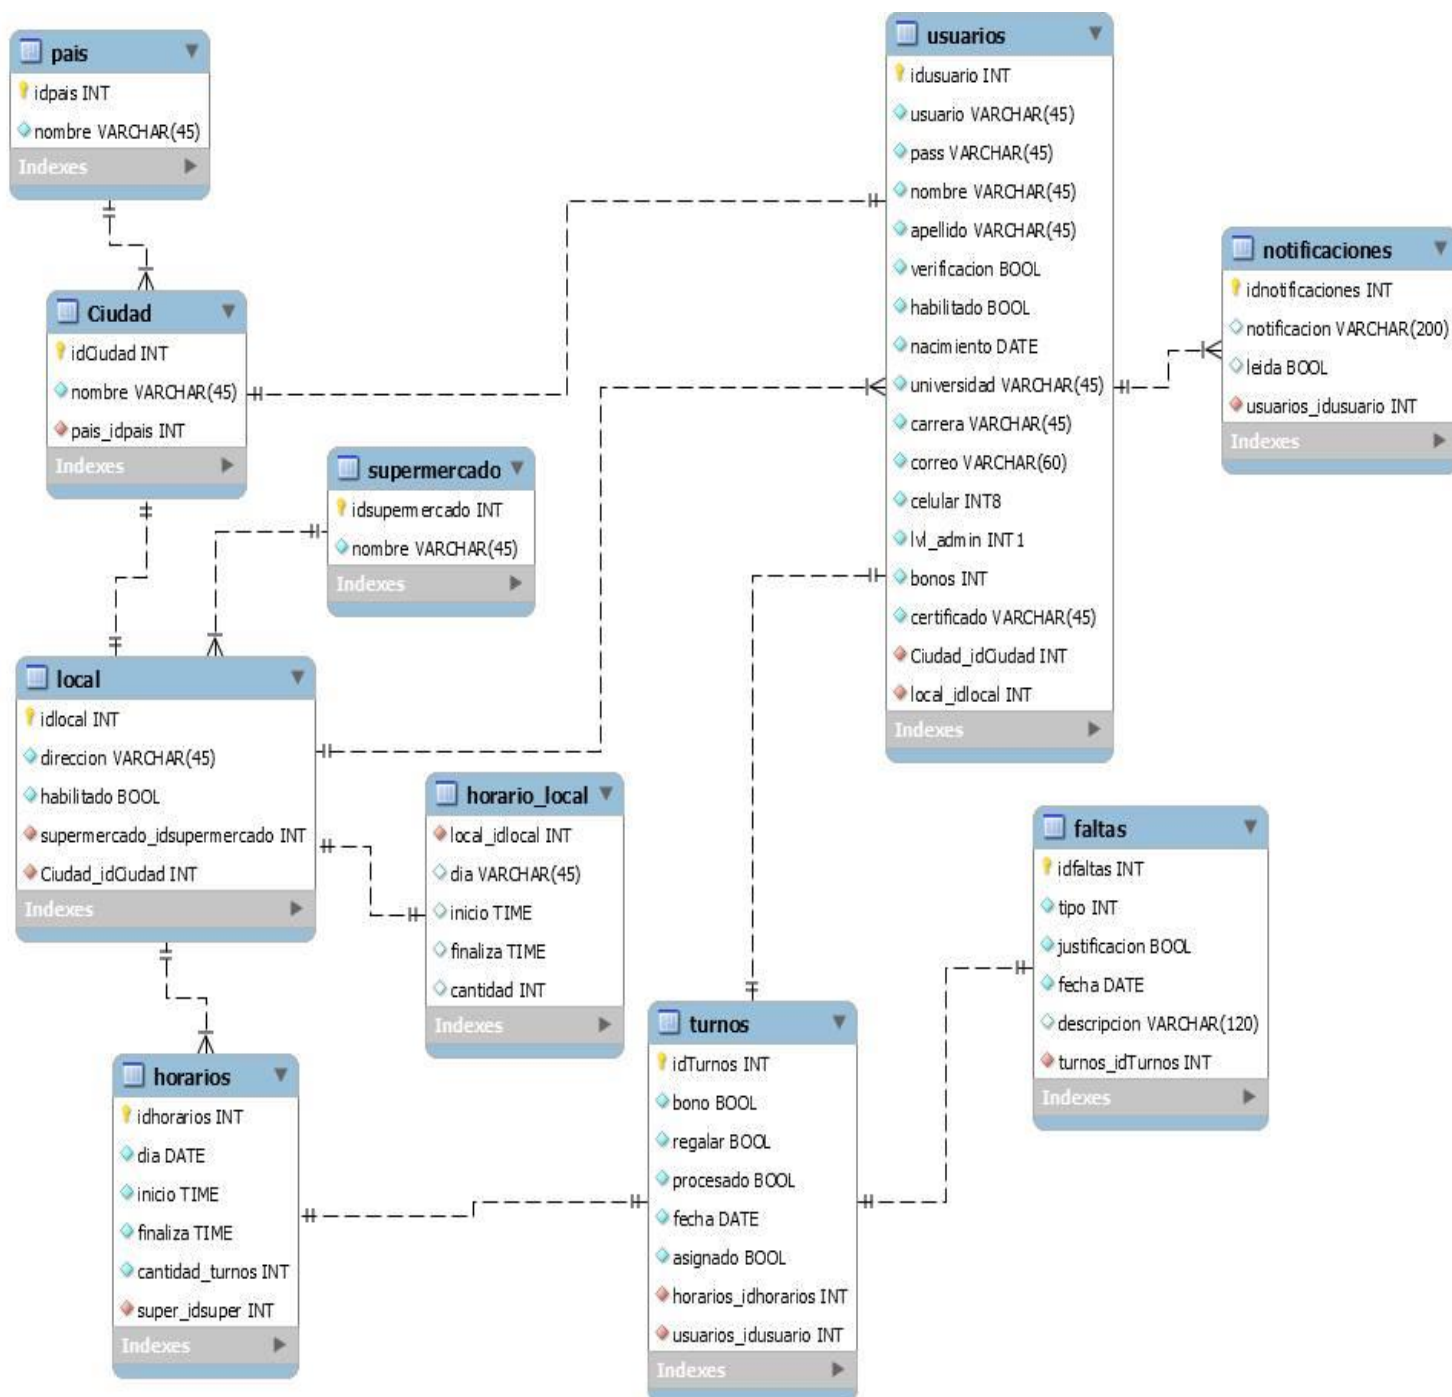 pais
idpais INT
nombre VARCHAR(45)
Indexes
usuarios
idusuario INT
usuario VARCHAR(45)
pass VARCHAR(45)
nombre VARCHAR(45)
apellido VARCHAR(45)
verificacion BOOL
habilitado BOOL
nacimiento DATE
universidad VARCHAR(45)
carrera VARCHAR(45)
correo VARCHAR(60)
celular INT8
lvl_admin INT1
bonos INT
certificado VARCHAR(45)
Ciudad_idCiudad INT
local_idlocal INT
Indexes
notificaciones
idnotificaciones INT
notificacion VARCHAR(200)
leida BOOL
usuarios_idusuario INT
Indexes
Ciudad
idCiudad INT
nombre VARCHAR(45)
pais_idpais INT
Indexes
supermercado
idsupermercado INT
nombre VARCHAR(45)
Indexes
local
idlocal INT
direccion VARCHAR(45)
habilitado BOOL
supermercado_idsupermercado INT
Ciudad_idCiudad INT
Indexes
horario_local
local_idlocal INT
dia VARCHAR(45)
inicio TIME
finaliza TIME
cantidad INT
Indexes
faltas
idfaltas INT
tipo INT
justificacion BOOL
fecha DATE
descripcion VARCHAR(120)
turnos_idTurnos INT
Indexes
horarios
idhorarios INT
dia DATE
inicio TIME
finaliza TIME
cantidad_turnos INT
super_idsuper INT
Indexes
turnos
idTurnos INT
bono BOOL
regalar BOOL
procesado BOOL
fecha DATE
asignado BOOL
horarios_idhorarios INT
usuarios_idusuario INT
Indexes